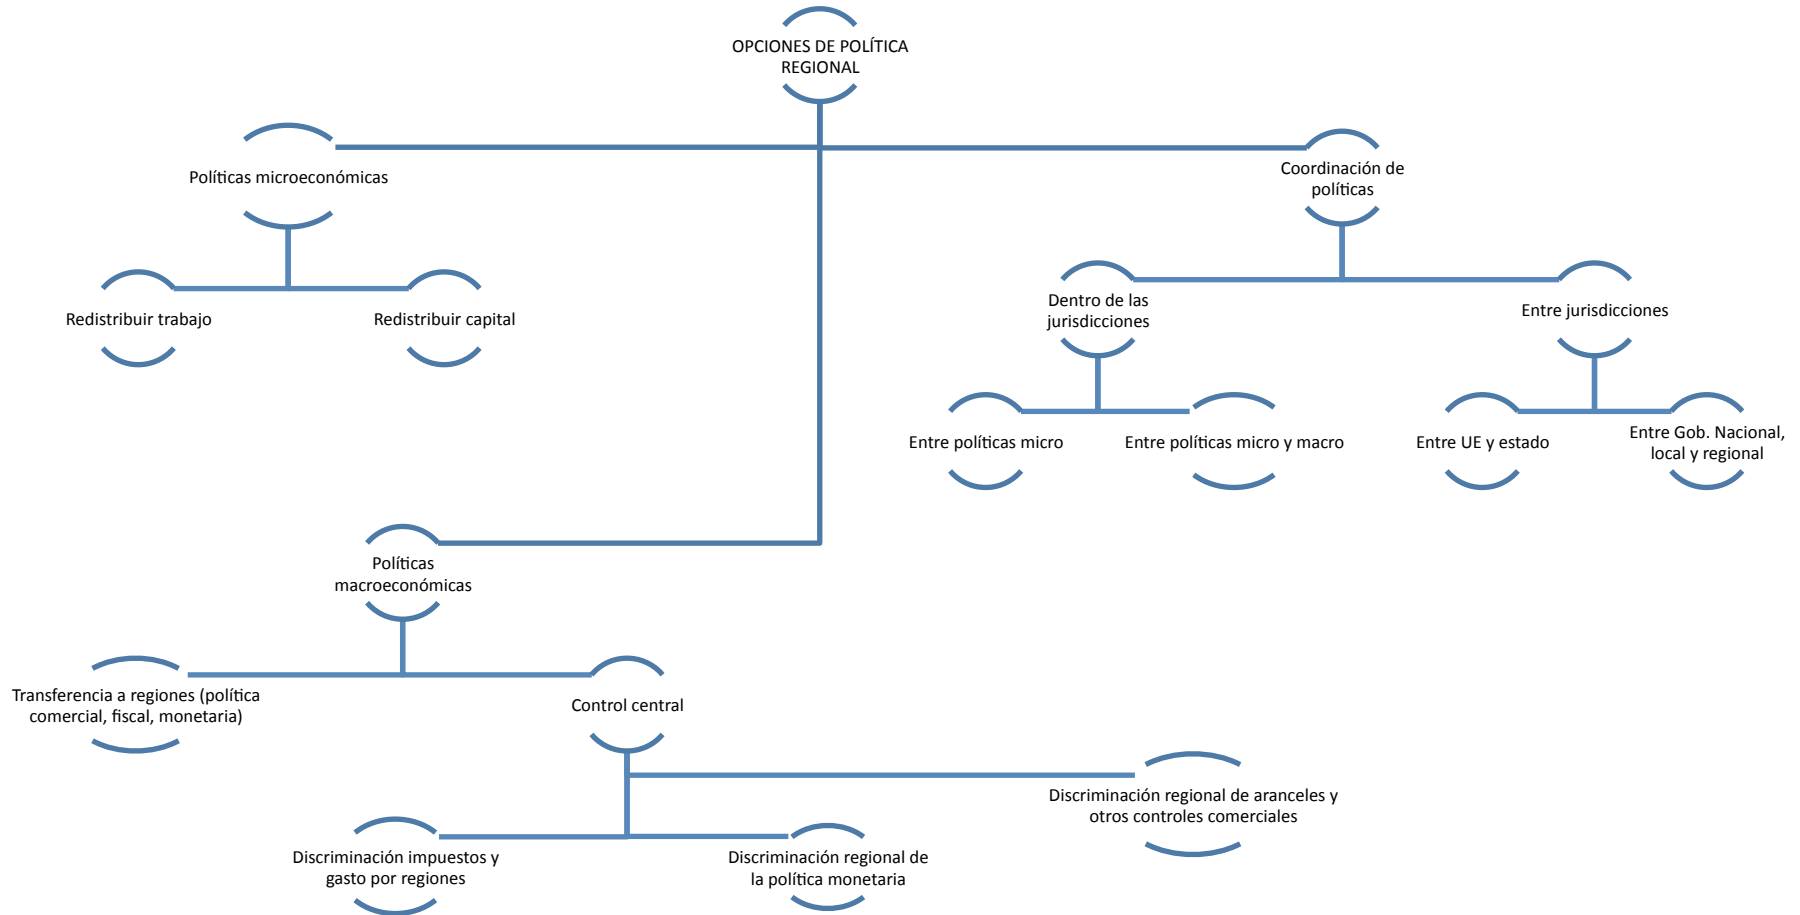 OPCIONES DE POLÍTICA
REGIONAL
Políticas microeconómicas
Coordinación de
políticas
Redistribuir trabajo
Redistribuir capital
Dentro de las
jurisdicciones
Entre jurisdicciones
Entre políticas micro
Entre políticas micro y macro
Entre UE y estado
Entre Gob. Nacional,
local y regional
Políticas
macroeconómicas
Transferencia a regiones (política
comercial, fiscal, monetaria)
Control central
Discriminación regional de aranceles y
otros controles comerciales
Discriminación impuestos y
gasto por regiones
Discriminación regional de
la política monetaria